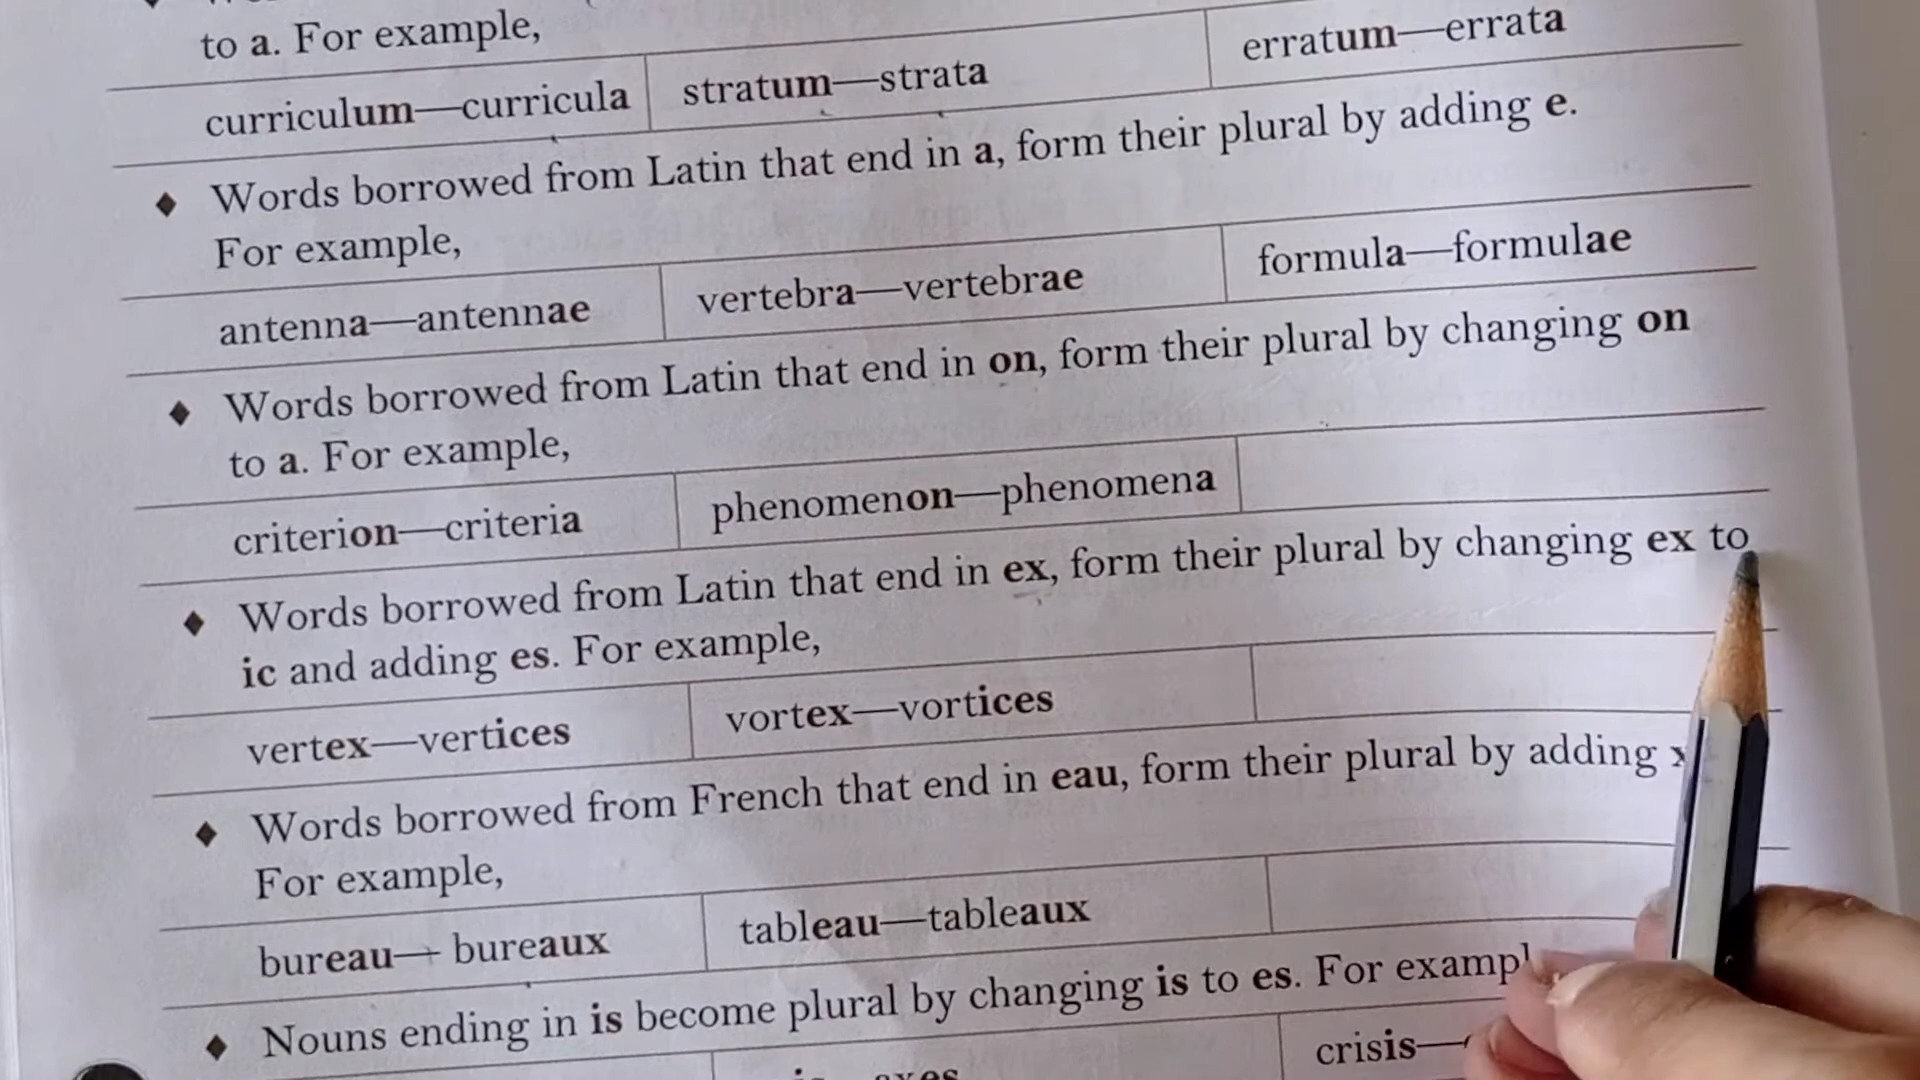 to a. For example,
curriculum—curricula stratum—strata erratum—errata
◆ Words borrowed from Latin that end in a, form their plural by adding e.
For example,
antenna—antennae vertebra—vertebrae formula—formulae
◆ Words borrowed from Latin that end in on, form their plural by changing on
to a. For example,
criterion—criteria phenomenon—phenomena
◆ Words borrowed from Latin that end in ex, form their plural by changing ex to
ic and adding es. For example,
vertex—vertices vortex—vortices
◆ Words borrowed from French that end in eau, form their plural by adding x
For example,
bureau—bureaux tableau—tableaux
◆ Nouns ending in is become plural by changing is to es. For
crisis—